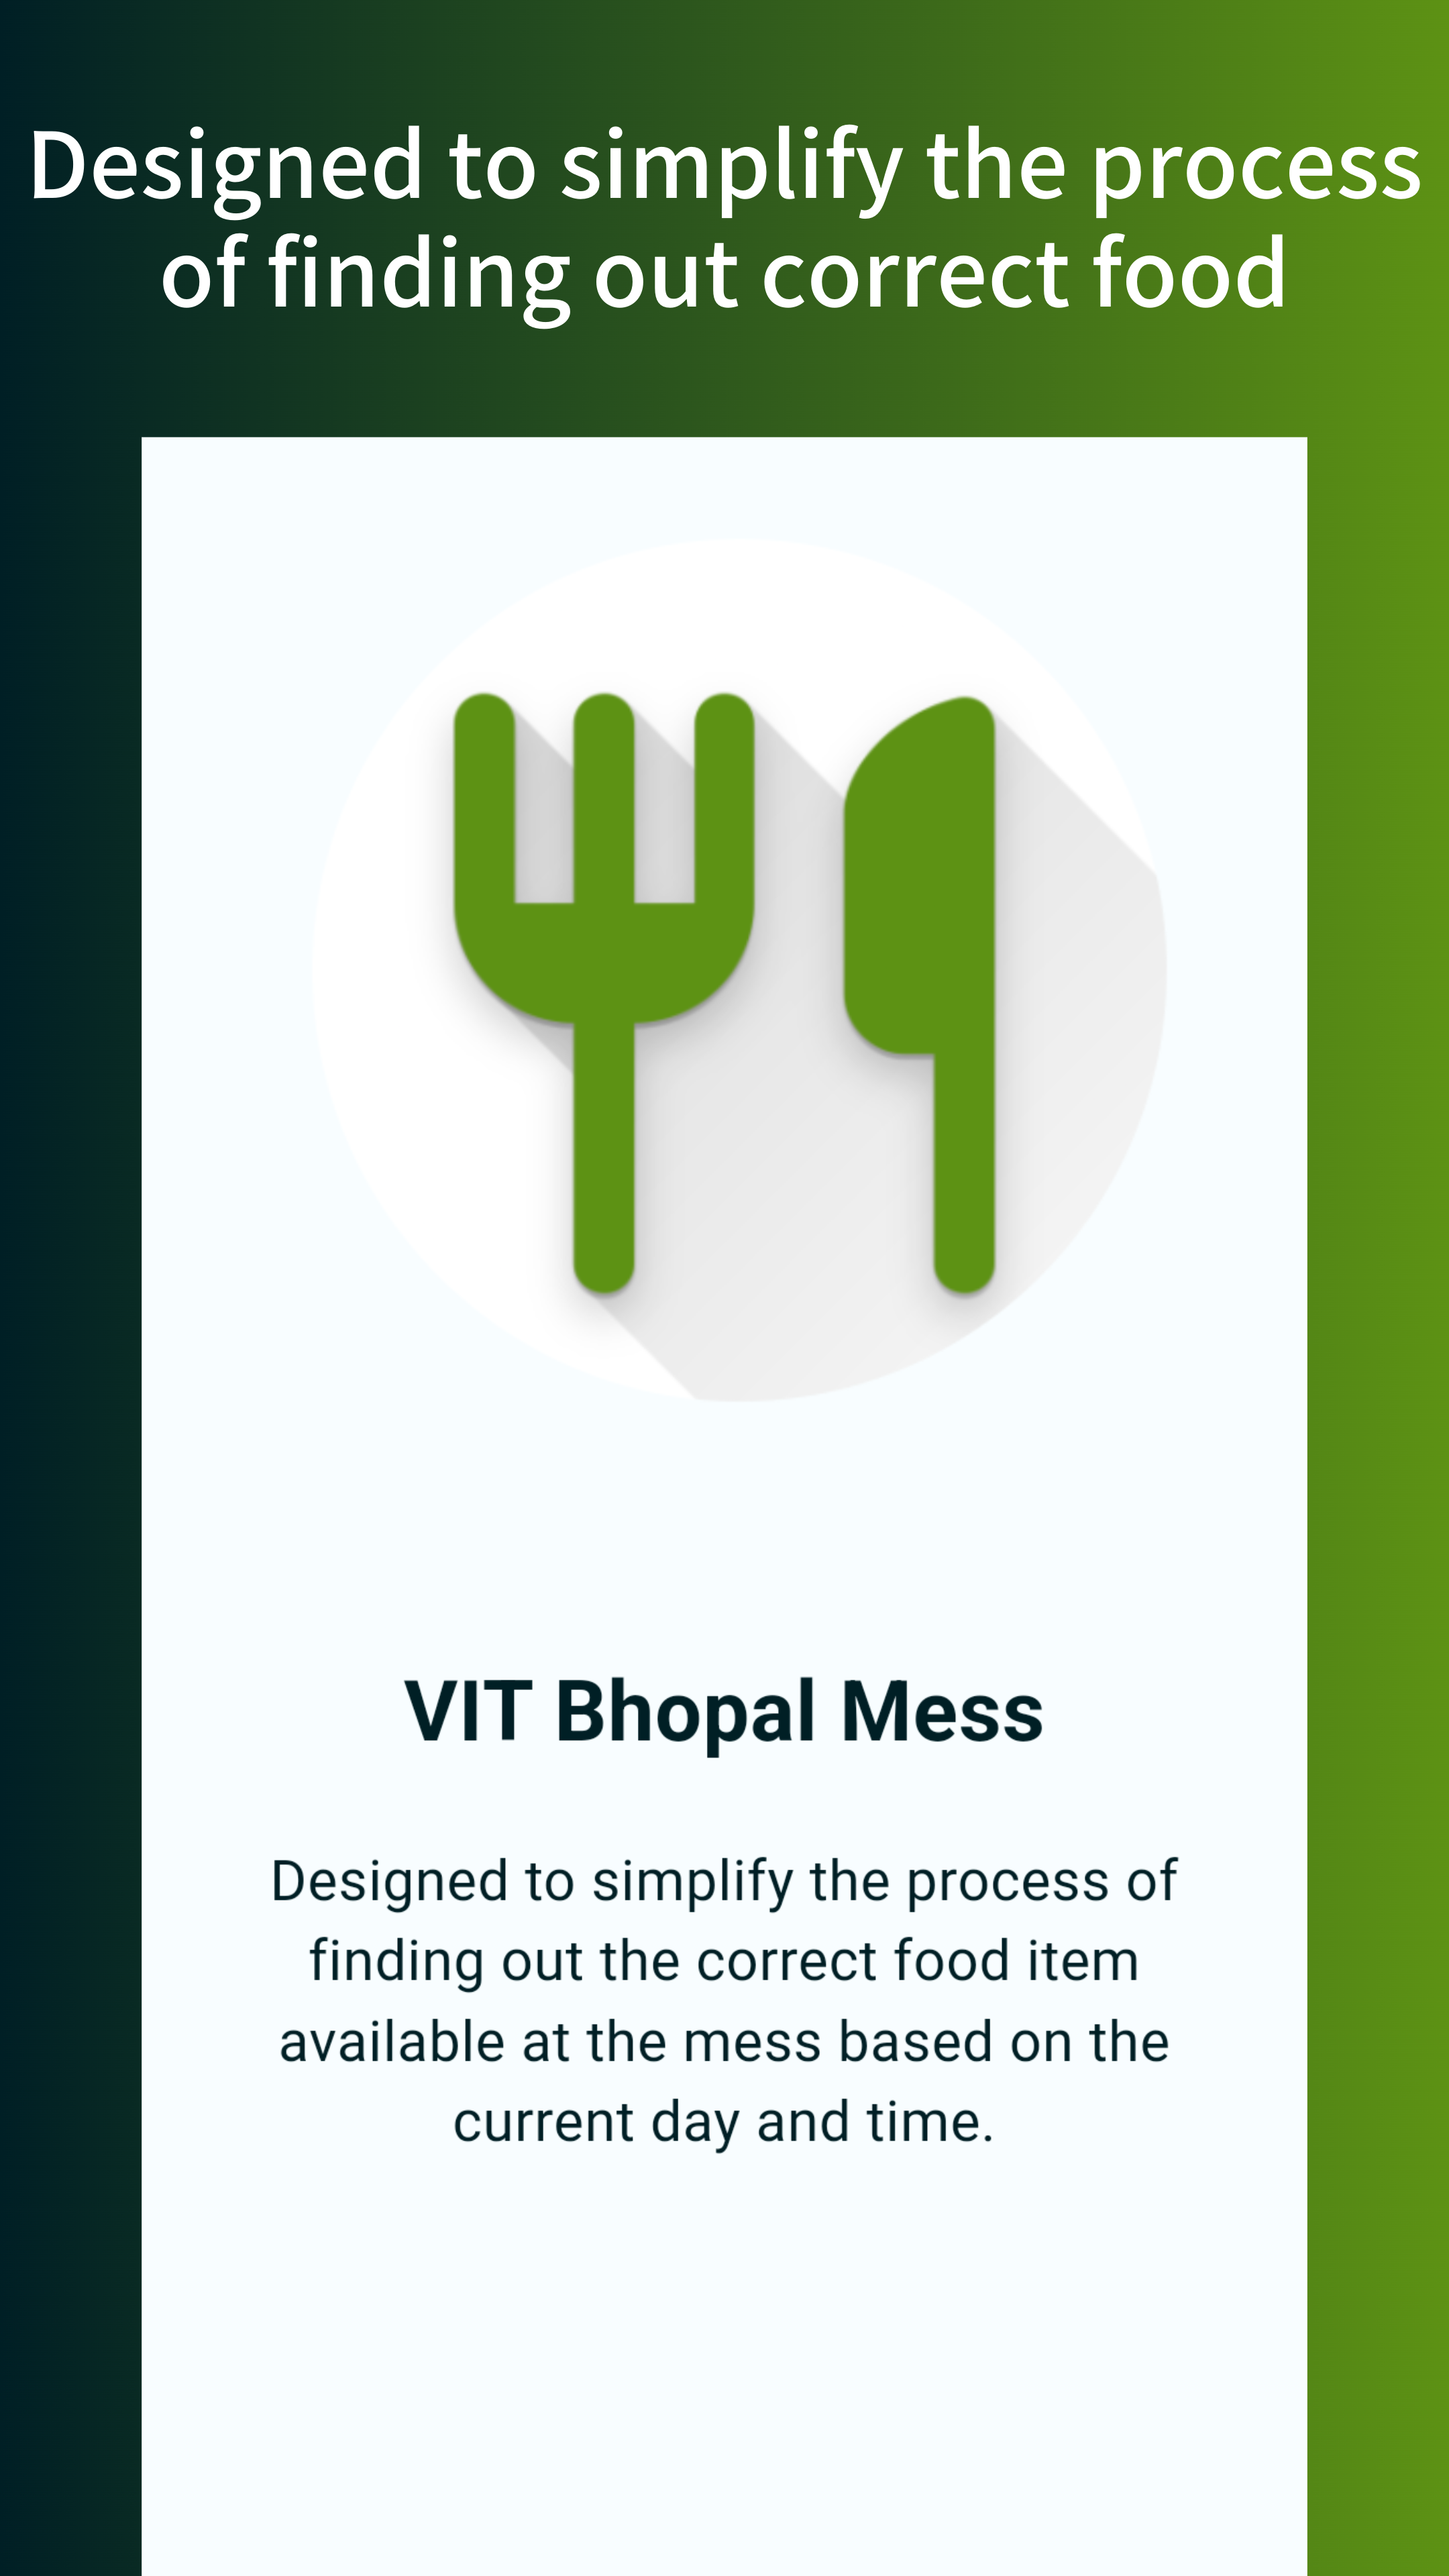 Designed to simplify the process
of finding out correct food
VIT Bhopal Mess
Designed to simplify the process of
finding out the correct food item
available at the mess based on the
current day and time.